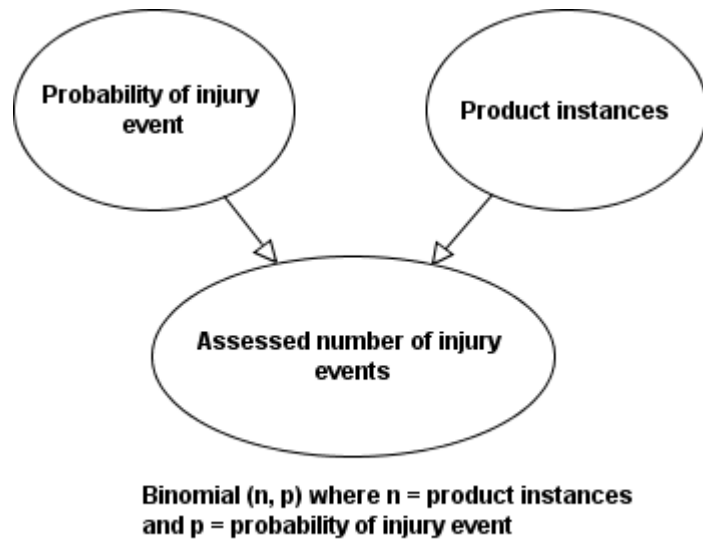 Probability of injury
event
Product instances
Assessed number of injury
events
Binomial (n, p) where n = product instances
and p = probability of injury event